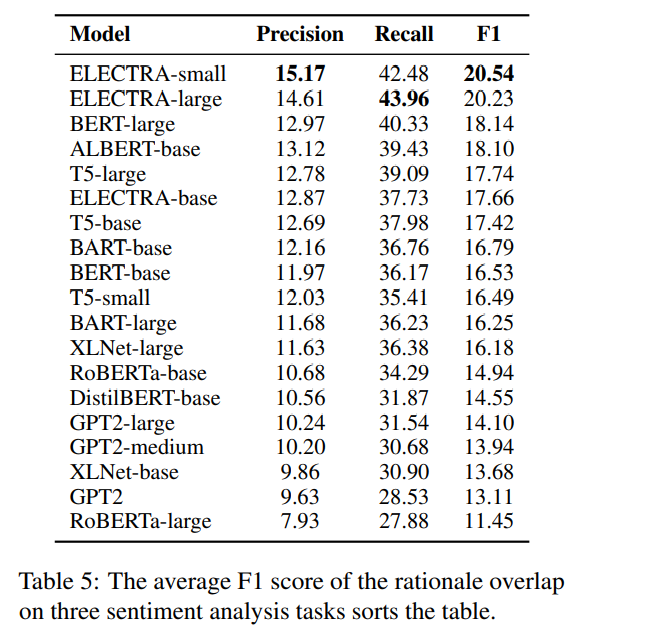 Model Precision Recall F1
ELECTRA-small 15.17 42.48 20.54
ELECTRA-large 14.61 43.96 20.23
BERT-large 12.97 40.33 18.14
ALBERT-base 13.12 39.43 18.10
T5-large 12.78 39.09 17.74
ELECTRA-base 12.87 37.73 17.66
T5-base 12.69 37.98 17.42
BART-base 12.16 36.76 16.79
BERT-base 11.97 36.17 16.53
T5-small 12.03 35.41 16.49
BART-large 11.68 36.23 16.25
XLNet-large 11.63 36.38 16.18
RoBERTa-base 10.68 34.29 14.94
DistilBERT-base 10.56 31.87 14.55
GPT2-large 10.24 31.54 14.10
GPT2-medium 10.20 30.68 13.94
XLNet-base 9.86 30.90 13.68
GPT2 9.63 28.53 13.11
RoBERTa-large 7.93 27.88 11.45
Table 5: The average F1 score of the rationale overlap
on three sentiment analysis tasks sorts the table.